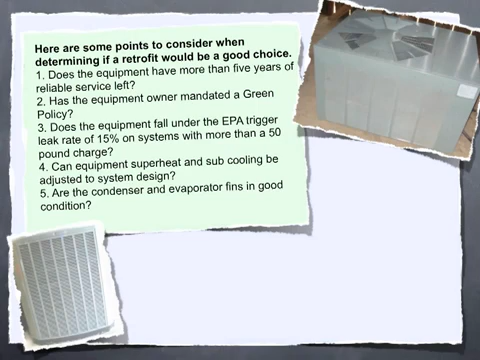 Here are some points to consider when
determining if a retrofit would be a good choice.
1. Does the equipment have more than five years of
reliable service left?
2. Has the equipment owner mandated a Green
Policy?
3. Does the equipment fall under the EPA trigger
leak rate of 15% on systems with more than a 50
pound charge?
4. Can equipment superheat and sub cooling be
adjusted to system design?
5. Are the condenser and evaporator fins in good
condition?